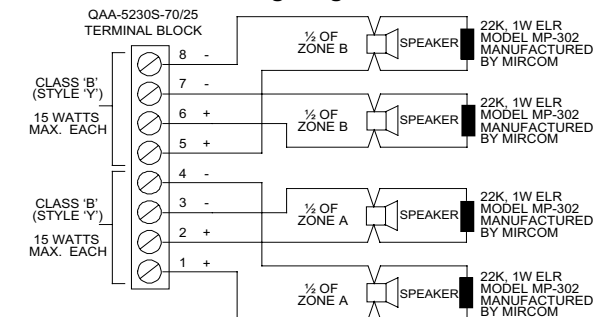 QAA-5230S-70/25
TERMINAL BLOCK
8 -
7 -
6 +
5 +
4 -
3 -
2 +
1 +
CLASS ‘B’
(STYLE ‘Y’)
15 WATTS
MAX. EACH
CLASS ‘B’
(STYLE ‘Y’)
15 WATTS
MAX. EACH
½ OF
ZONE B
SPEAKER
22K, 1W ELR
MODEL MP-302
MANUFACTURED
BY MIRCOM
½ OF
ZONE B
SPEAKER
22K, 1W ELR
MODEL MP-302
MANUFACTURED
BY MIRCOM
½ OF
ZONE A
SPEAKER
22K, 1W ELR
MODEL MP-302
MANUFACTURED
BY MIRCOM
½ OF
ZONE A
SPEAKER
22K, 1W ELR
MODEL MP-302
MANUFACTURED
BY MIRCOM